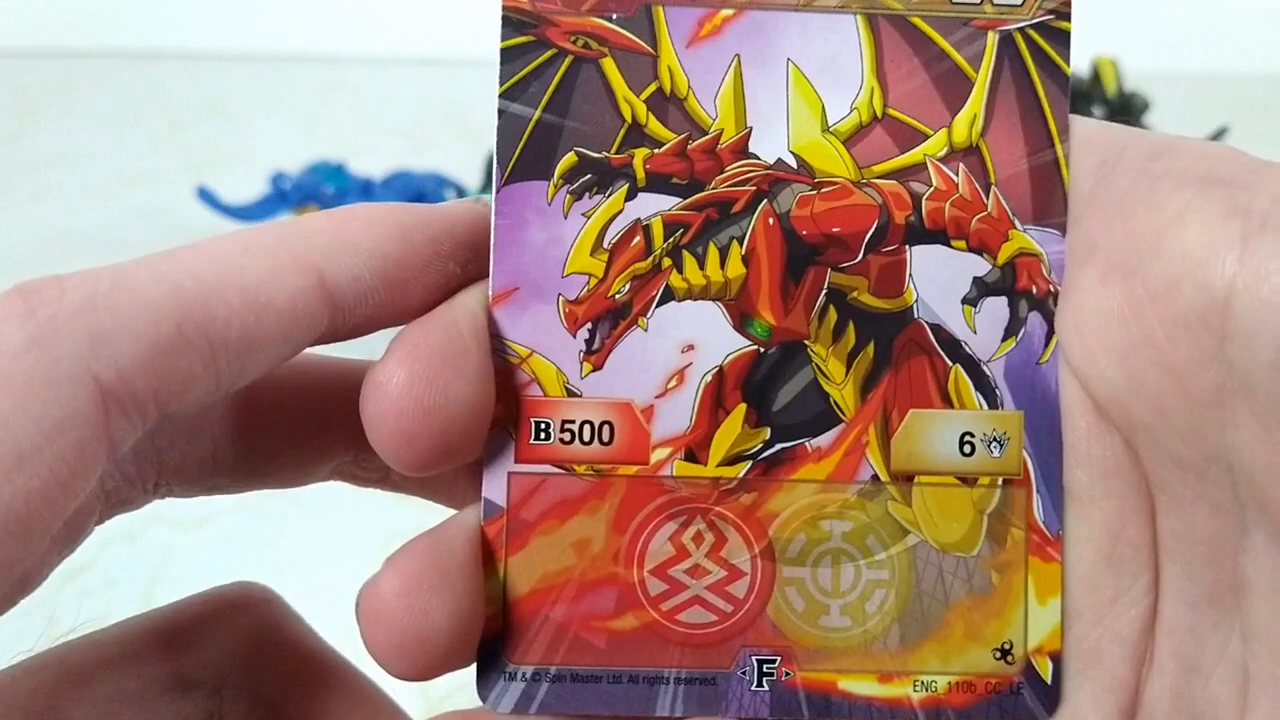 B500
6
F
TM & © Spin Master Ltd. All rights reserved.
ENG_110b_CC_LE